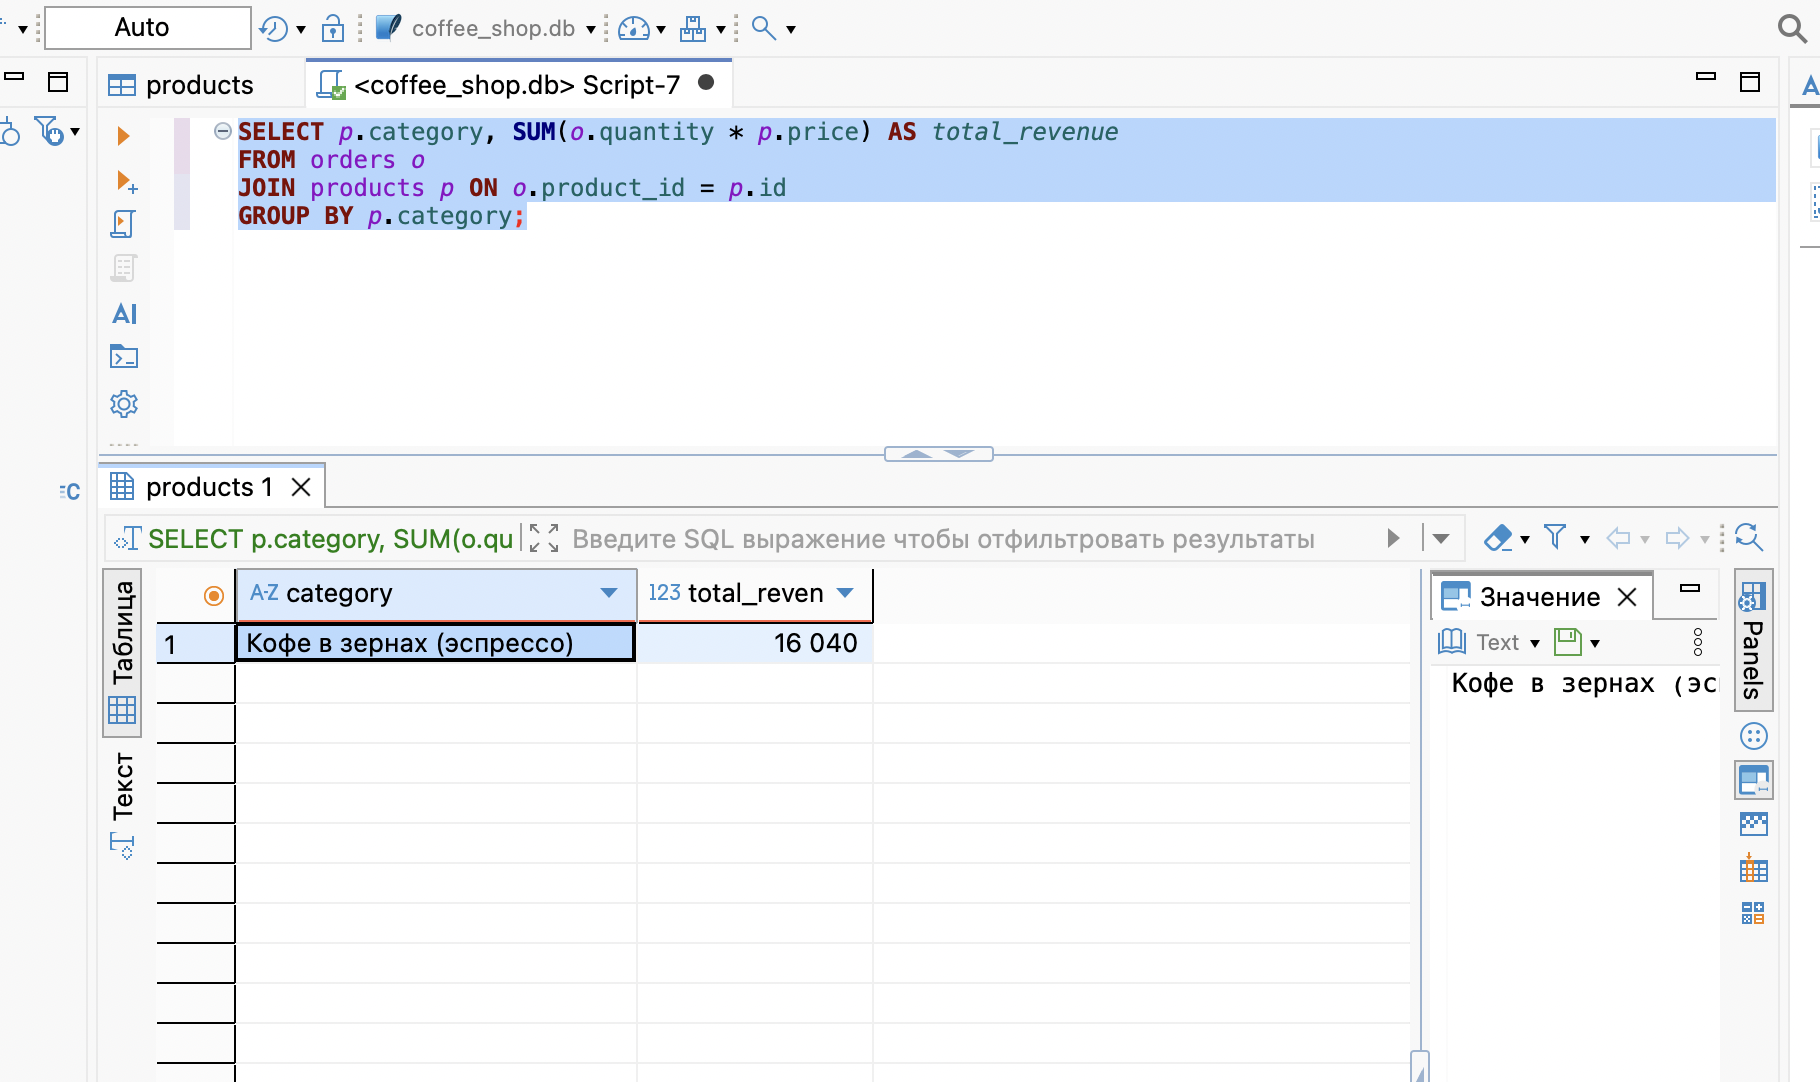 Auto
coffee_shop.db
products
<coffee_shop.db> Script-7
SELECT p.category, SUM(o.quantity * p.price) AS total_revenue
FROM orders o
JOIN products p ON o.product_id = p.id
GROUP BY p.category;
AI
products 1
SELECT p.category, SUM(o.qu
Введите SQL выражение чтобы отфильтровать результаты
Таблица
Текст
A-Z category
123 total_reven
1
Кофе в зернах (эспрессо)
16 040
Значение
Text
Кофе в зернах (эс
Panels